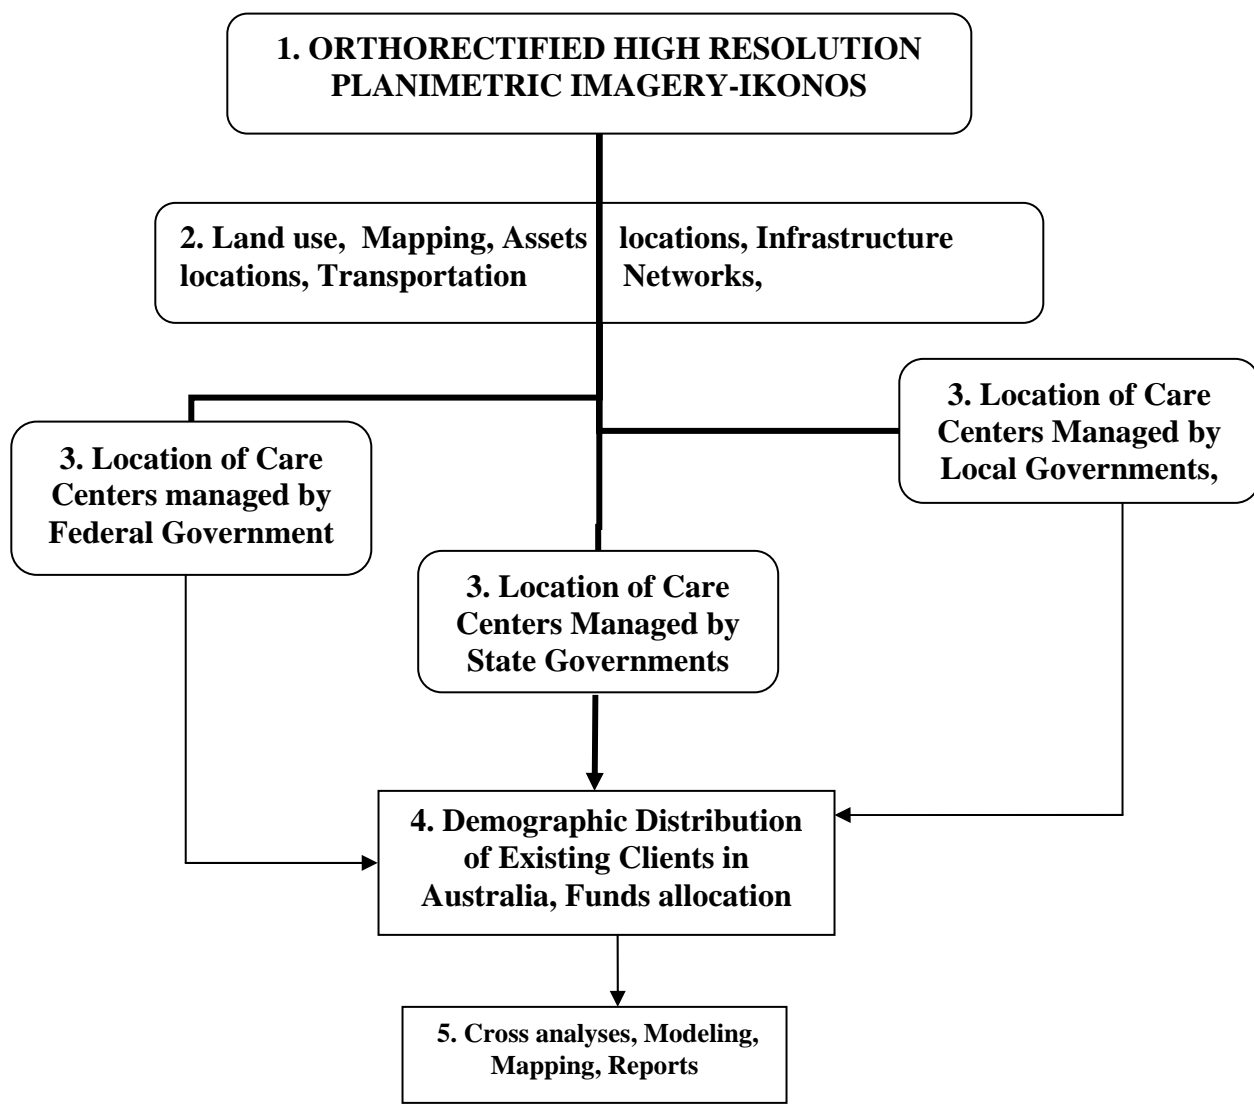 1. ORTHORECTIFIED HIGH RESOLUTION
PLANIMETRIC IMAGERY-IKONOS
2. Land use, Mapping, Assets locations, Infrastructure
locations, Transportation Networks,
3. Location of Care
Centers managed by
Federal Government
3. Location of Care
Centers Managed by
State Governments
3. Location of Care
Centers Managed by
Local Governments,
4. Demographic Distribution
of Existing Clients in
Australia, Funds allocation
5. Cross analyses, Modeling,
Mapping, Reports